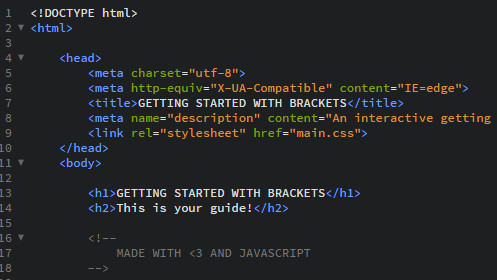 1 <!DOCTYPE html>
2 <html>
3
4 <head>
5 <meta charset="utf-8">
6 <meta http-equiv="X-UA-Compatible" content="IE=edge">
7 <title>GETTING STARTED WITH BRACKETS</title>
8 <meta name="description" content="An interactive getting
9 <link rel="stylesheet" href="main.css">
10 </head>
11 <body>
12
13 <h1>GETTING STARTED WITH BRACKETS</h1>
14 <h2>This is your guide!</h2>
15
16 <!--
17 MADE WITH <3 AND JAVASCRIPT
18 -->